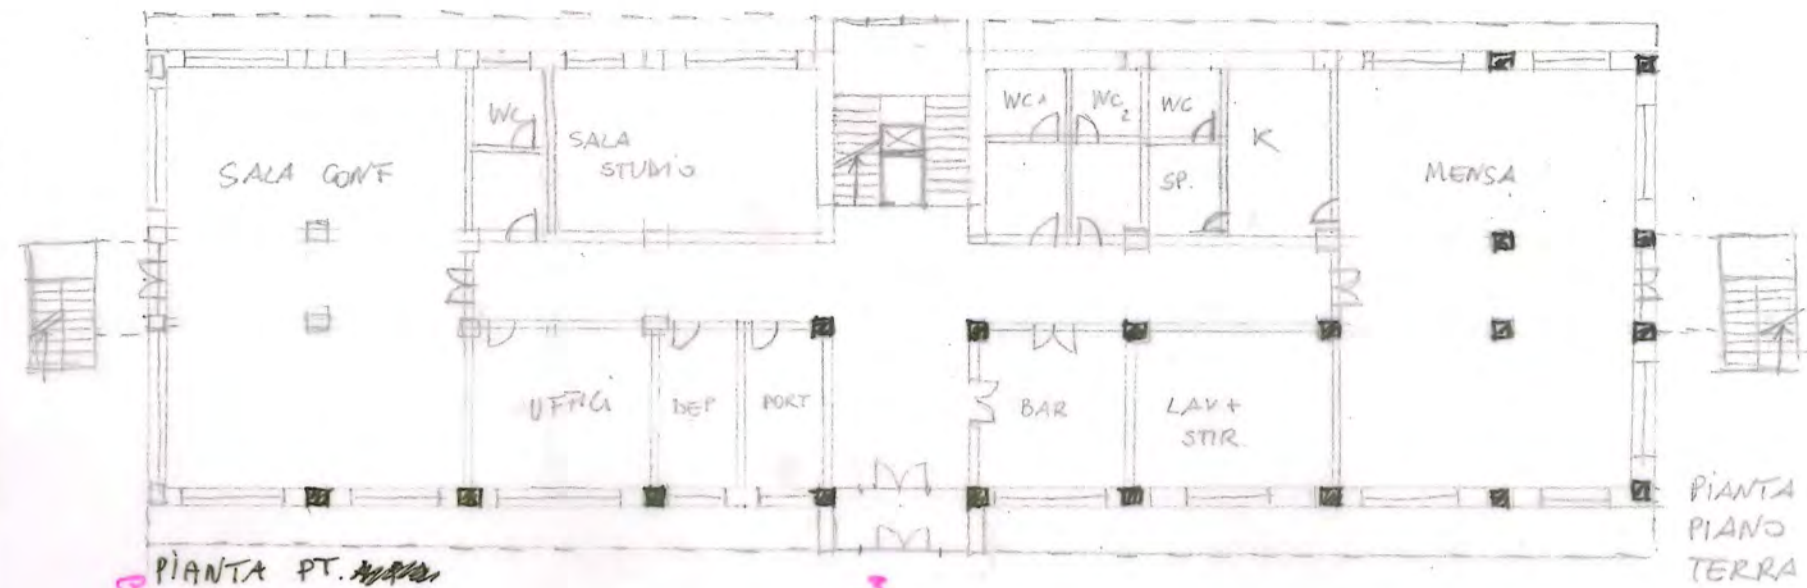 WC
SALA
STUDIO
SALA CONF
WC1
WC2
WC
K
SP.
MENSA
UFFICI
DEP
PORT
BAR
LAV+
STIR.
PIANTA
PIANO
TERRA
PIANTA PT.